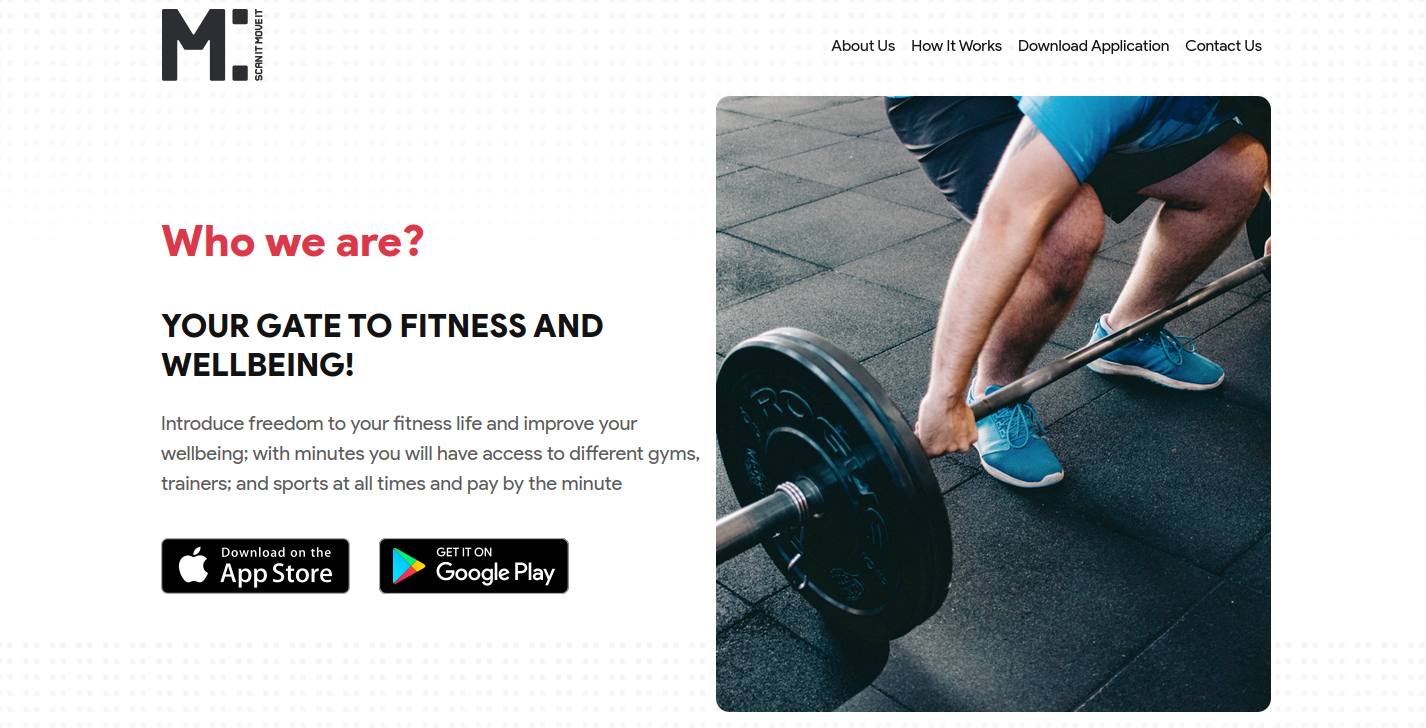 M:
SCAN IT MOVE IT
About Us How It Works Download Application Contact Us
Who we are?
YOUR GATE TO FITNESS AND
WELLBEING!
Introduce freedom to your fitness life and improve your
wellbeing; with minutes you will have access to different gyms,
trainers; and sports at all times and pay by the minute
Download on the
App Store
GET IT ON
Google Play